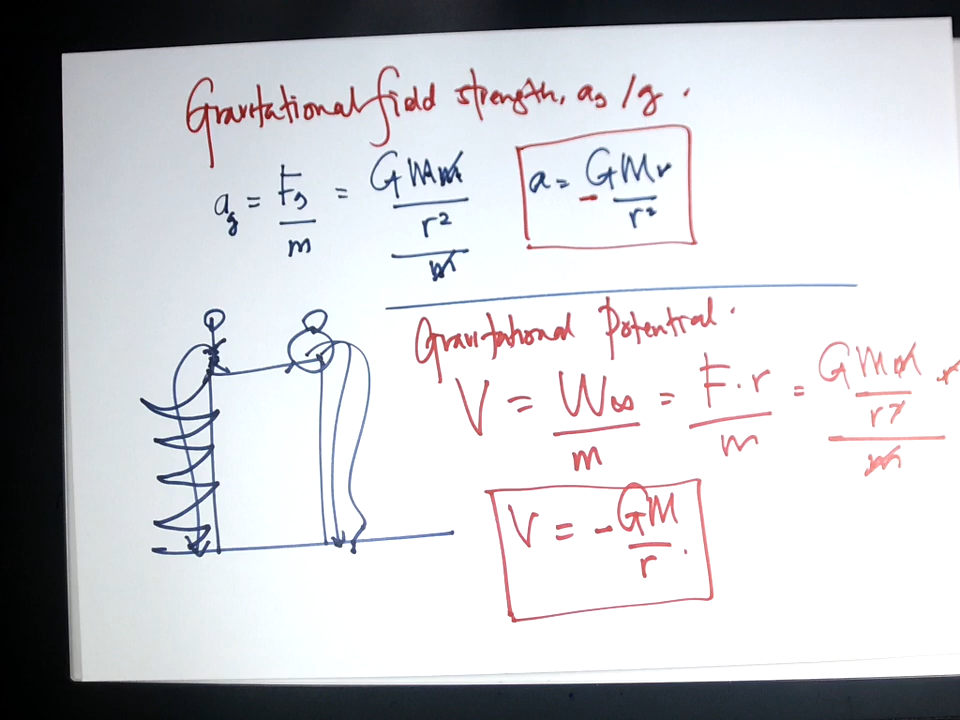 Gravitational field strength, ag / g.
ag = Fg/m = (GMm/r²)/m
a = -GMr/r²
Gravitational Potential.
V = W∞/m = F·r/m = (GMm/r²)/m · r
V = -GM/r.